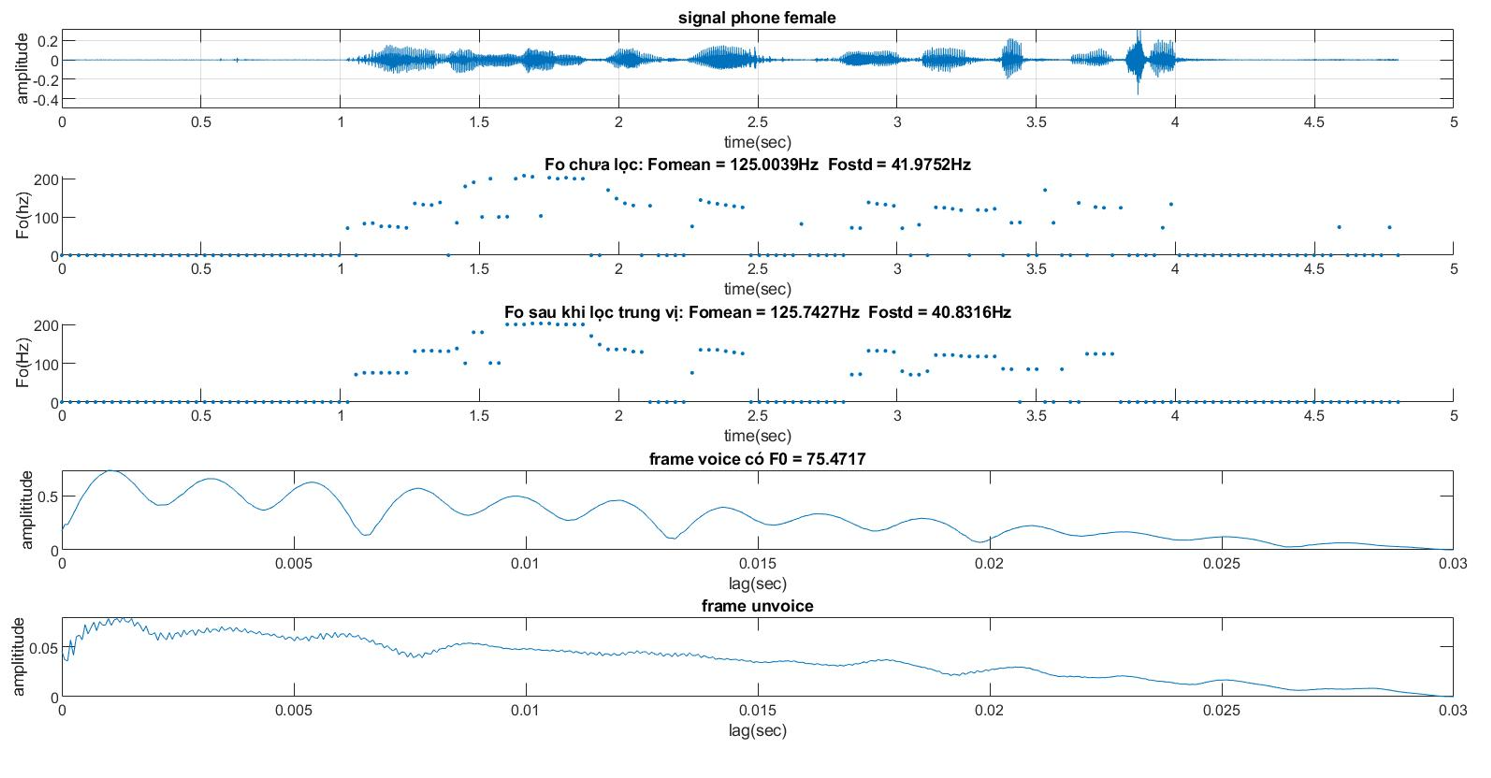 signal phone female
amplitude
0.2
0
-0.2
-0.4
0 0.5 1 1.5 2 2.5 3 3.5 4 4.5 5
time(sec)
Fo chưa lọc: Fomean = 125.0039Hz Fostd = 41.9752Hz
Fo(hz)
200
100
0
0 0.5 1 1.5 2 2.5 3 3.5 4 4.5 5
time(sec)
Fo sau khi lọc trung vị: Fomean = 125.7427Hz Fostd = 40.8316Hz
Fo(Hz)
200
100
0
0 0.5 1 1.5 2 2.5 3 3.5 4 4.5 5
time(sec)
frame voice có F0 = 75.4717
amplititude
0.5
0
0 0.005 0.01 0.015 0.02 0.025 0.03
lag(sec)
frame unvoice
amplititude
0.05
0
0 0.005 0.01 0.015 0.02 0.025 0.03
lag(sec)